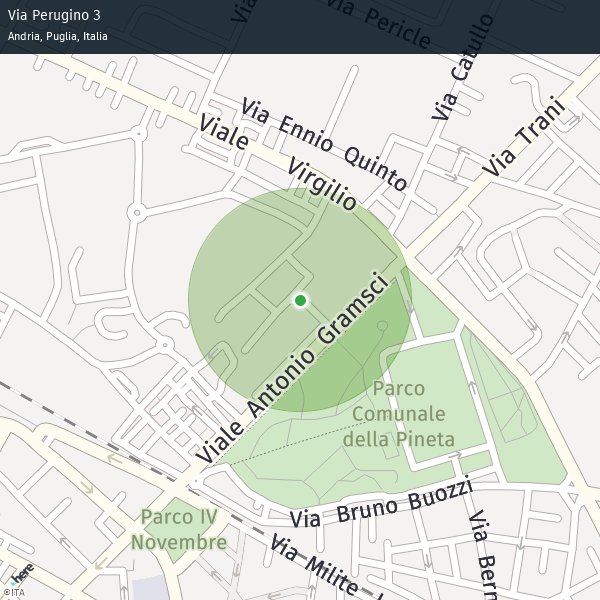 Via Perugino 3
Andria, Puglia, Italia
Via
Via Pericle
Via Catullo
Via Trani
Via Ennio Quinto
Viale Virgilio
Viale Antonio Gramsci
Parco
Comunale
della Pineta
Via Bruno Buozzi
Parco IV
Novembre
Via Milite
Via Bern
here
©ITA